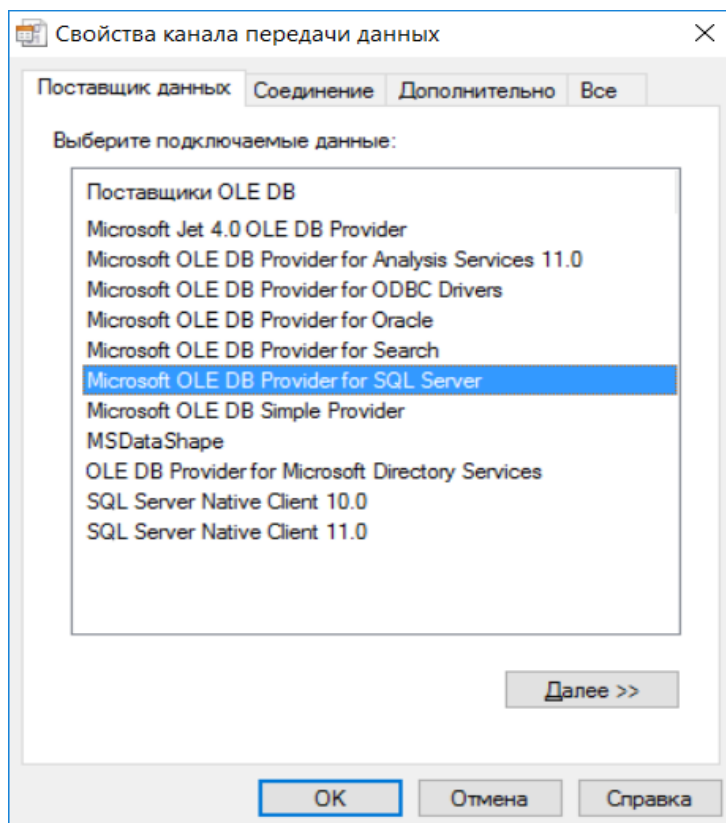 Свойства канала передачи данных
Поставщик данных Соединение Дополнительно Все
Выберите подключаемые данные:
Поставщики OLE DB
Microsoft Jet 4.0 OLE DB Provider
Microsoft OLE DB Provider for Analysis Services 11.0
Microsoft OLE DB Provider for ODBC Drivers
Microsoft OLE DB Provider for Oracle
Microsoft OLE DB Provider for Search
Microsoft OLE DB Provider for SQL Server
Microsoft OLE DB Simple Provider
MSDataShape
OLE DB Provider for Microsoft Directory Services
SQL Server Native Client 10.0
SQL Server Native Client 11.0
Далее >>
OK Отмена Справка